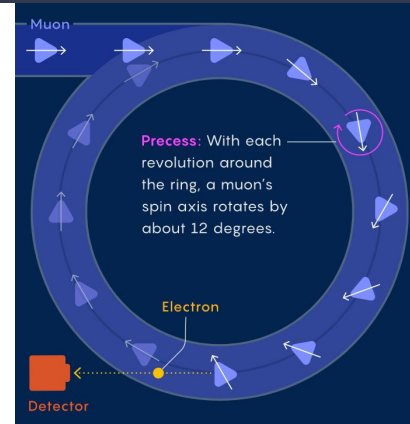 Muon
Precess: With each
revolution around
the ring, a muon's
spin axis rotates by
about 12 degrees.
Electron
Detector